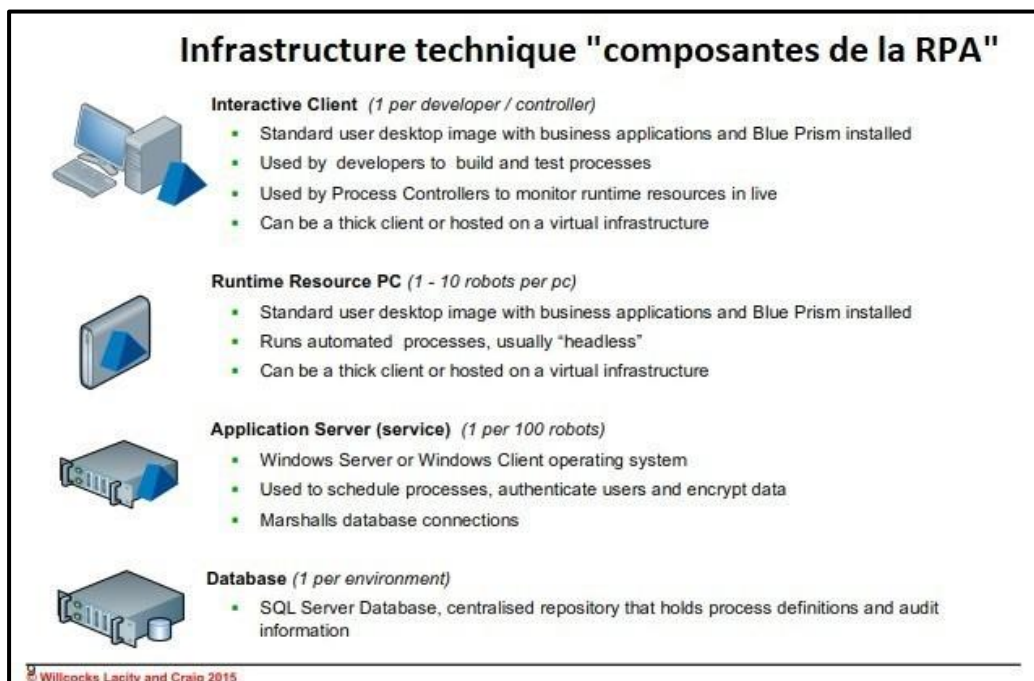 Infrastructure technique "composantes de la RPA"
Interactive Client (1 per developer / controller)
▪ Standard user desktop image with business applications and Blue Prism installed
▪ Used by developers to build and test processes
▪ Used by Process Controllers to monitor runtime resources in live
▪ Can be a thick client or hosted on a virtual infrastructure
Runtime Resource PC (1 - 10 robots per pc)
▪ Standard user desktop image with business applications and Blue Prism installed
▪ Runs automated processes, usually “headless”
▪ Can be a thick client or hosted on a virtual infrastructure
Application Server (service) (1 per 100 robots)
▪ Windows Server or Windows Client operating system
▪ Used to schedule processes, authenticate users and encrypt data
▪ Marshalls database connections
Database (1 per environment)
▪ SQL Server Database, centralised repository that holds process definitions and audit
information
9
© Willcocks Lacity and Craig 2015